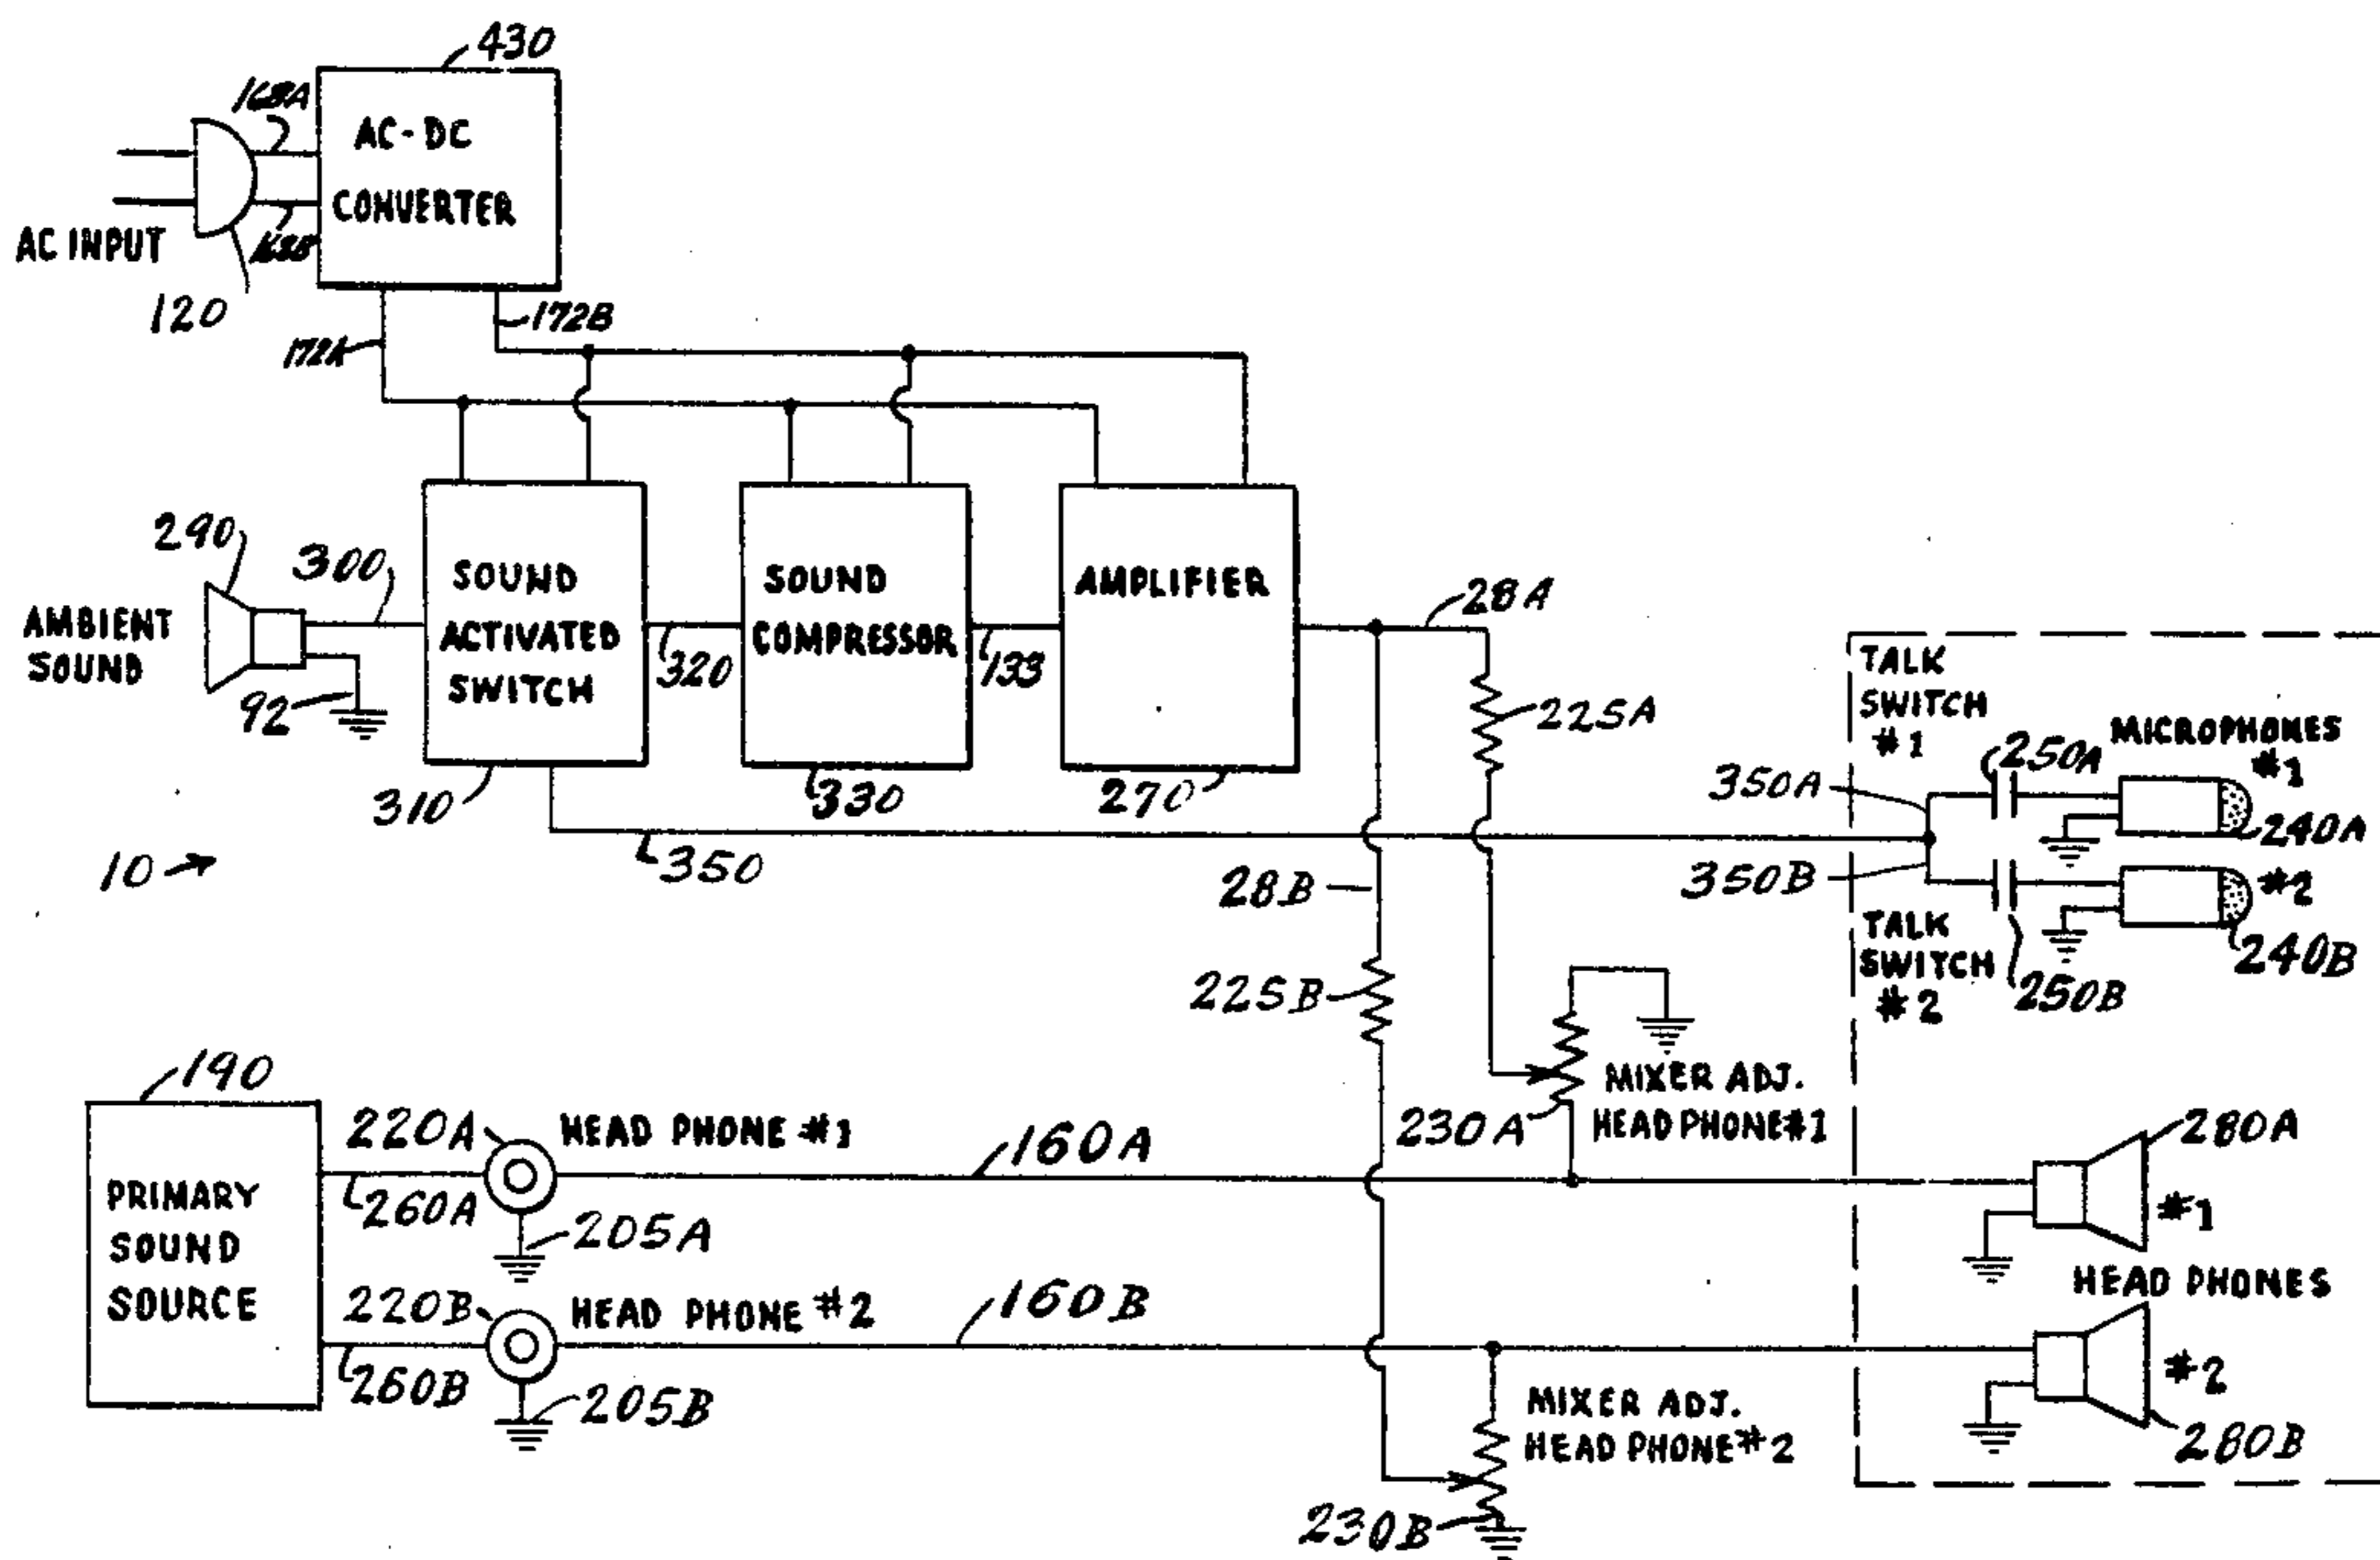 430
AC-DC
CONVERTER
168A
168B
AC INPUT
120
172A
172B
290
300
AMBIENT
SOUND
92
SOUND
ACTIVATED
SWITCH
310
320
SOUND
COMPRESSOR
330
133
AMPLIFIER
270
28A
225A
10
350
28B
225B
TALK
SWITCH
#1
350A
250A
MICROPHONES
#1
240A
350B
#2
240B
TALK
SWITCH
#2
250B
MIXER ADJ.
HEAD PHONE#1
230A
190
PRIMARY
SOUND
SOURCE
220A
HEAD PHONE #1
260A
205A
160A
280A
#1
HEAD PHONES
220B
HEAD PHONE #2
260B
205B
160B
#2
280B
MIXER ADJ.
HEAD PHONE#2
230B